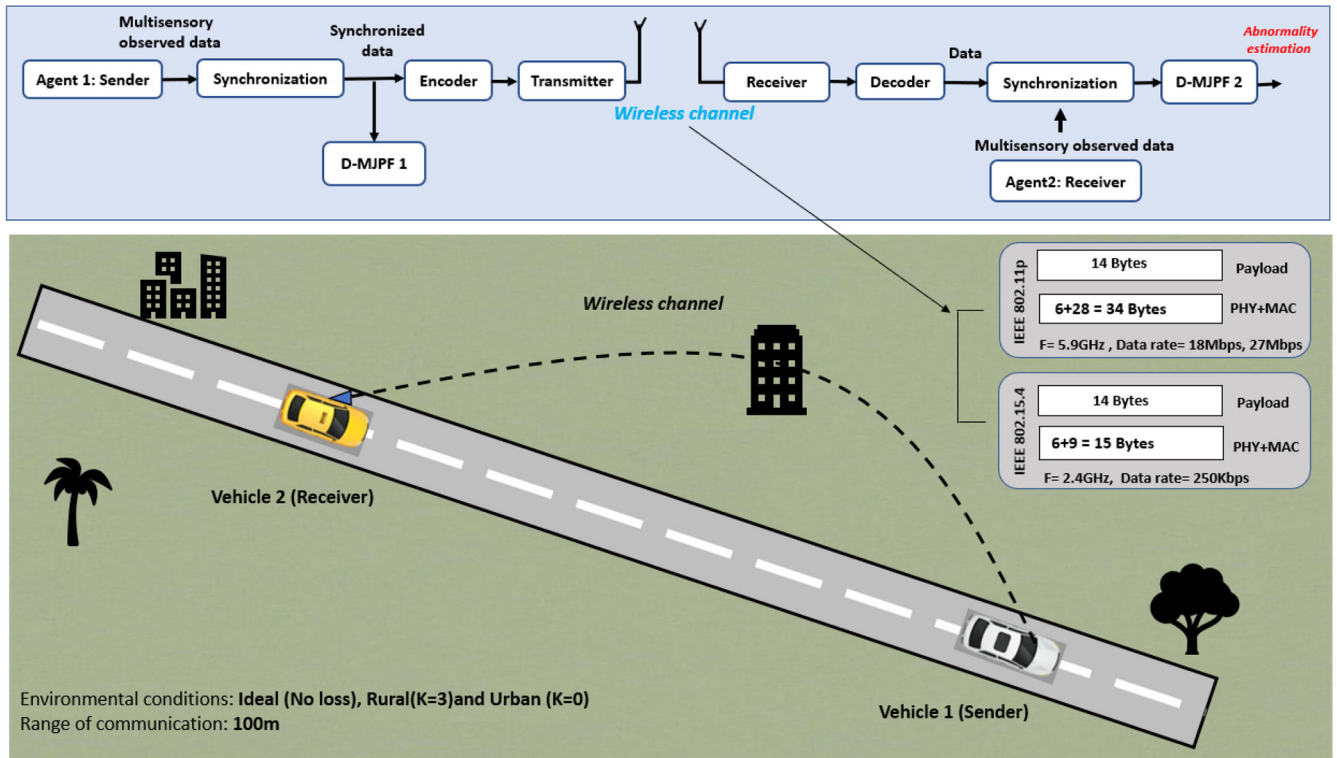 Multisensory
observed data
Agent 1: Sender
Synchronization
Synchronized
data
Encoder
Transmitter
D-MJPF 1
Wireless channel
Receiver
Decoder
Data
Synchronization
D-MJPF 2
Abnormality
estimation
Multisensory observed data
Agent2: Receiver
Wireless channel
IEEE 802.11p
14 Bytes
Payload
6+28 = 34 Bytes
PHY+MAC
F= 5.9GHz , Data rate= 18Mbps, 27Mbps
IEEE 802.15.4
14 Bytes
Payload
6+9 = 15 Bytes
PHY+MAC
F= 2.4GHz, Data rate= 250Kbps
Vehicle 2 (Receiver)
Vehicle 1 (Sender)
Environmental conditions: Ideal (No loss), Rural(K=3)and Urban (K=0)
Range of communication: 100m